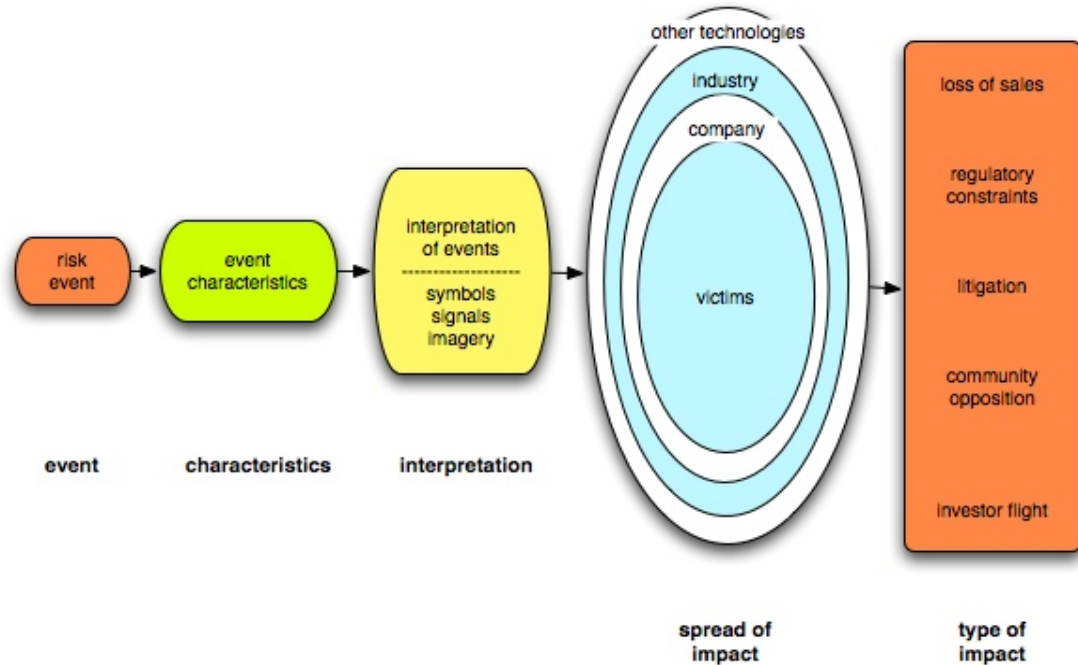 risk
event
event
characteristics
interpretation
of events
--------------------
symbols
signals
imagery
other technologies
industry
company
victims
loss of sales
regulatory
constraints
litigation
community
opposition
investor flight
event
characteristics
interpretation
spread of
impact
type of
impact